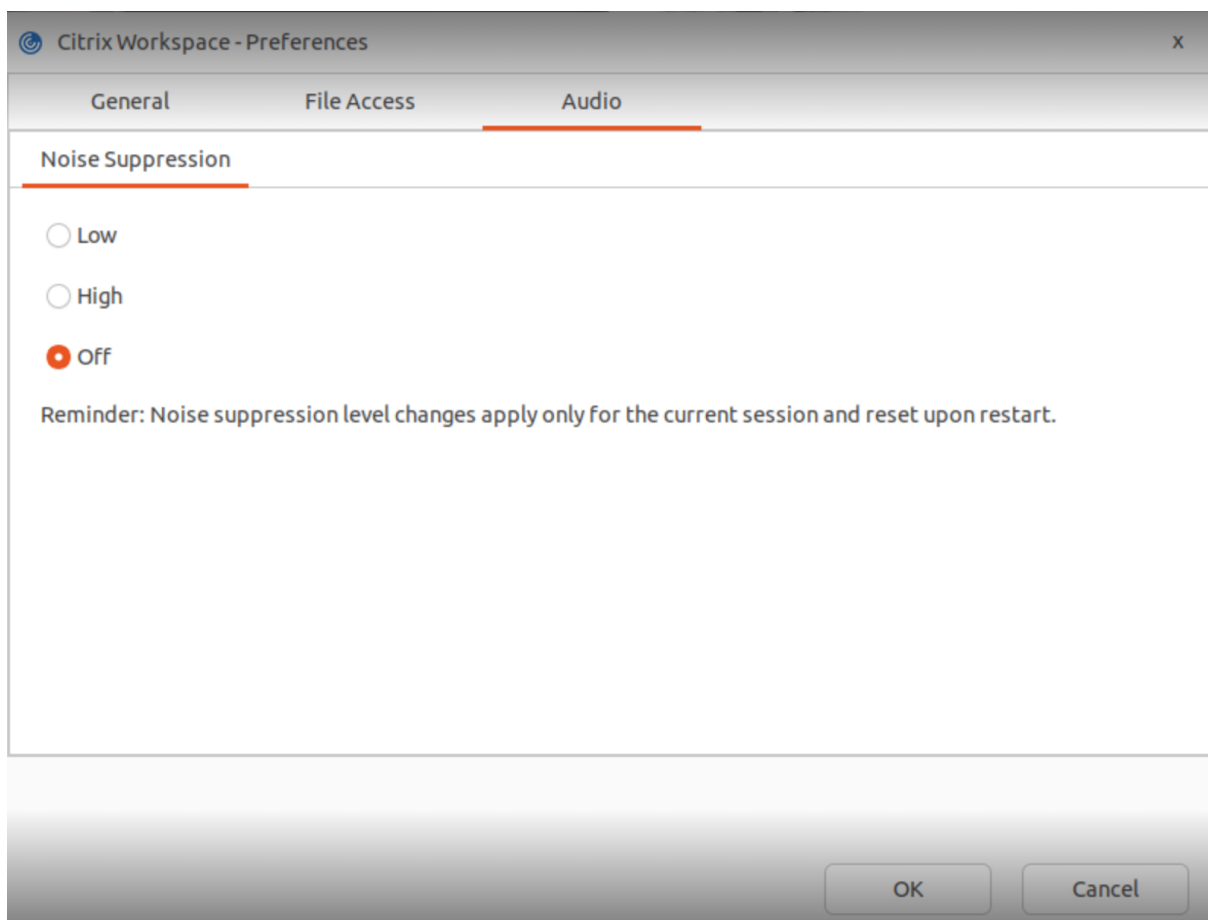 Citrix Workspace - Preferences x
General File Access Audio
Noise Suppression
Low
High
Off
Reminder: Noise suppression level changes apply only for the current session and reset upon restart.
OK Cancel